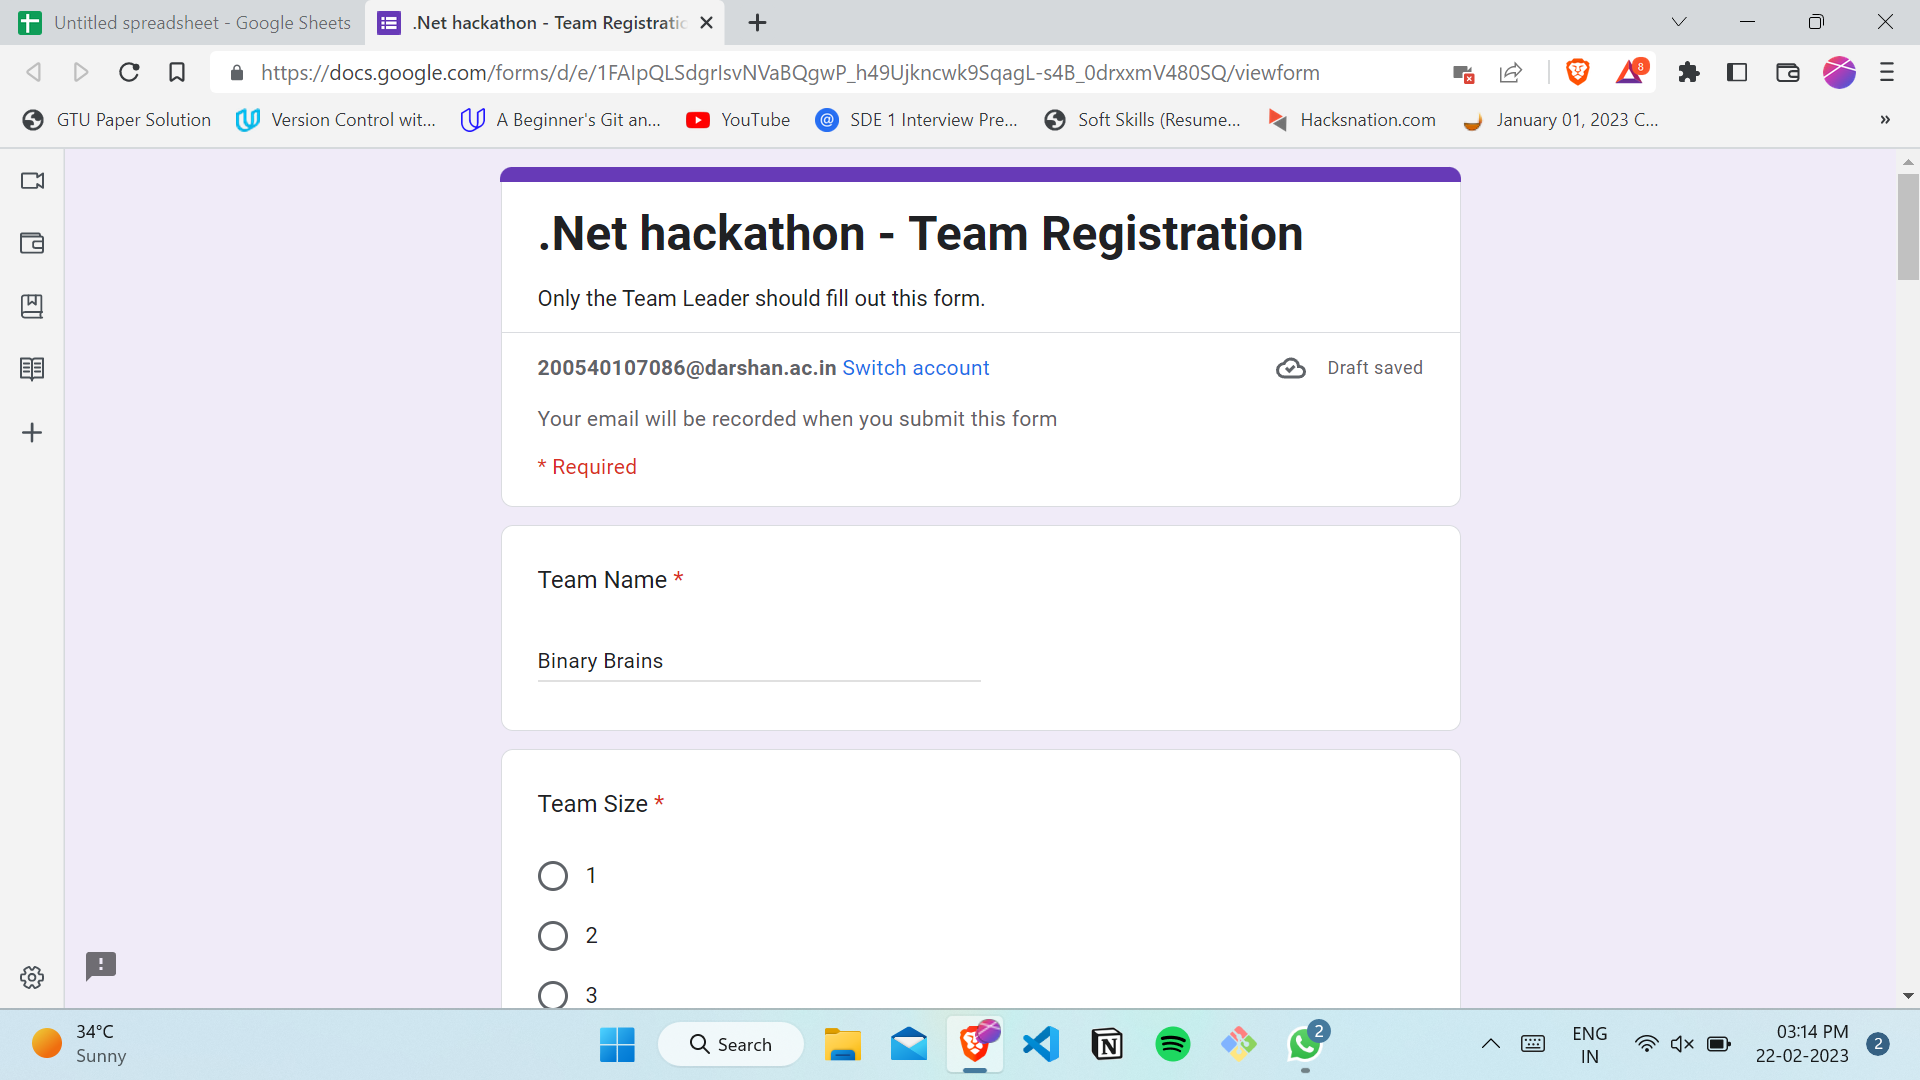 Untitled spreadsheet - Google Sheets
.Net hackathon - Team Registratic
https://docs.google.com/forms/d/e/1FAIpQLSdgrIsvNVaBQgwP_h49Ujkncwk9SqagL-s4B_0drxxmV480SQ/viewform
8
GTU Paper Solution
Version Control wit...
A Beginner's Git an...
YouTube
@
SDE 1 Interview Pre...
Soft Skills (Resume...
Hacksnation.com
January 01, 2023 C...
»
.Net hackathon - Team Registration
Only the Team Leader should fill out this form.
200540107086@darshan.ac.in Switch account
Draft saved
Your email will be recorded when you submit this form
* Required
Team Name *
Binary Brains
Team Size *
1
2
3
34°C
Sunny
Search
2
ENG
IN
03:14 PM
22-02-2023
2